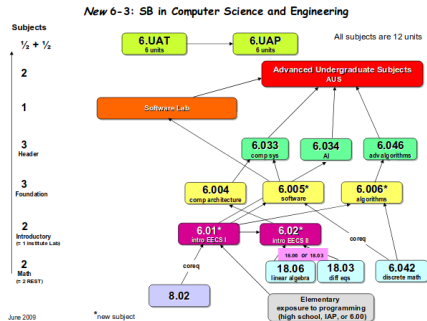 New 6-3: SB in Computer Science and Engineering
Subjects
½ + ½
6.UAT
6 units
6.UAP
6 units
All subjects are 12 units
2
Advanced Undergraduate Subjects
AUS
1
Software Lab
3
Header
6.033
comp sys
6.034
AI
6.046
adv algorithms
3
Foundation
6.004
comp architecture
6.005*
software
6.006*
algorithms
2
Introductory
(= 1 Institute Lab)
6.01*
intro EECS I
6.02*
intro EECS II
coreq
18.06 or 18.03
2
Math
(= 2 REST)
coreq
18.06
linear algebra
18.03
diff eqs
6.042
discrete math
8.02
Elementary
exposure to programming
(high school, IAP, or 6.00)
June 2009
*new subject